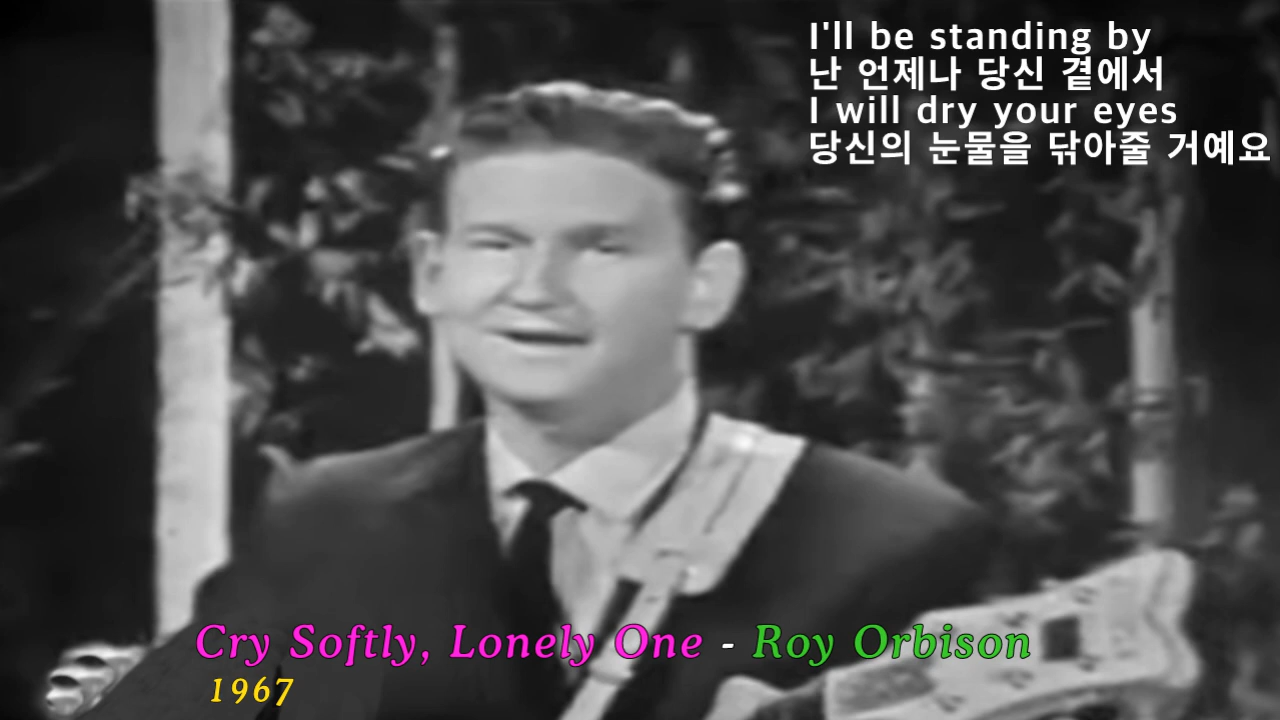 I'll be standing by
난 언제나 당신 곁에서
I will dry your eyes
당신의 눈물을 닦아줄 거예요
Cry Softly, Lonely One - Roy Orbison
1967